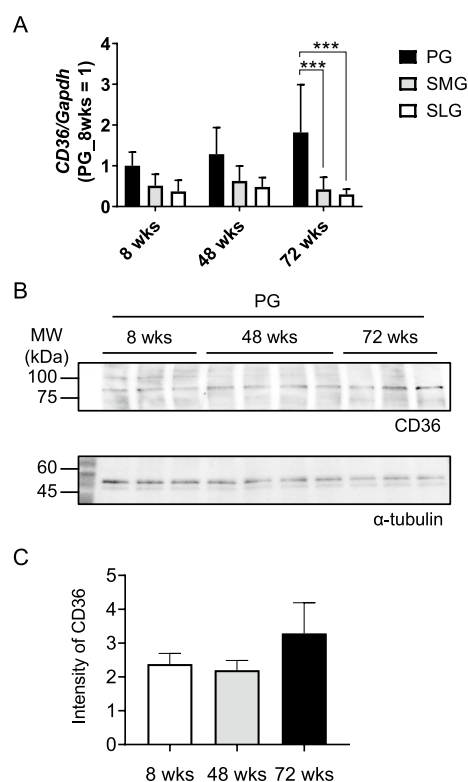 A
CD36/Gapdh
(PG_8wks = 1)
4
3
2
1
0
***
***
PG
SMG
SLG
8 wks
48 wks
72 wks
B
PG
MW
(kDa)
8 wks
48 wks
72 wks
100
75
CD36
60
45
α-tubulin
C
Intensity of CD36
5
4
3
2
1
0
8 wks
48 wks
72 wks